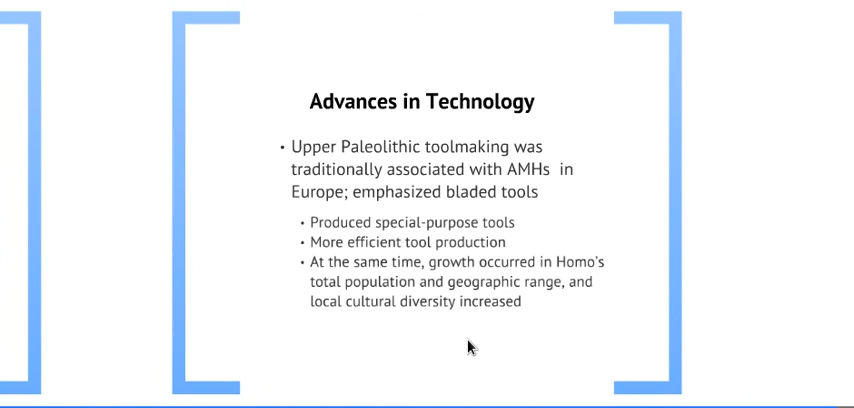 Advances in Technology
• Upper Paleolithic toolmaking was
traditionally associated with AMHs in
Europe; emphasized bladed tools
• Produced special-purpose tools
• More efficient tool production
• At the same time, growth occurred in Homo's
total population and geographic range, and
local cultural diversity increased